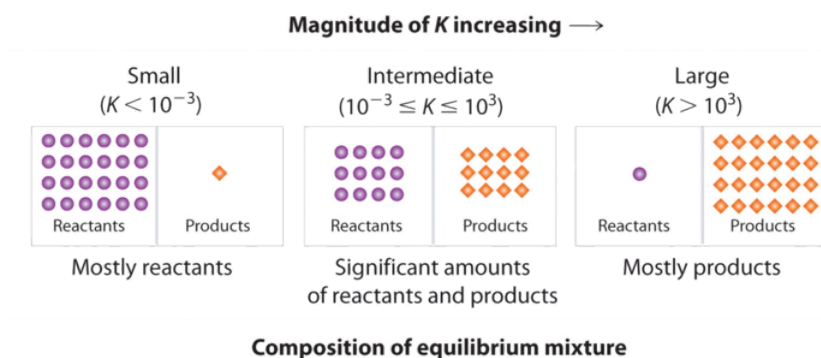 Magnitude of K increasing →
Small
(K < 10⁻³)
Intermediate
(10⁻³ ≤ K ≤ 10³)
Large
(K > 10³)
Reactants
Products
Reactants
Products
Reactants
Products
Mostly reactants
Significant amounts
of reactants and products
Mostly products
Composition of equilibrium mixture